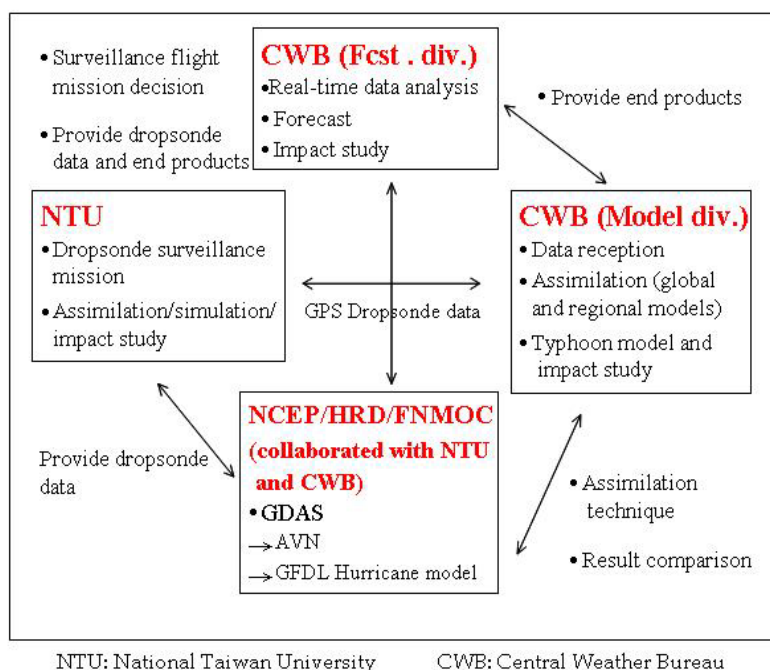 • Surveillance flight
mission decision
• Provide dropsonde
data and end products
CWB (Fcst . div.)
•Real-time data analysis
• Forecast
• Impact study
• Provide end products
NTU
• Dropsonde surveillance
mission
• Assimilation/simulation/
impact study
GPS Dropsonde data
CWB (Model div.)
• Data reception
• Assimilation (global
and regional models)
• Typhoon model and
impact study
Provide dropsonde
data
NCEP/HRD/FNMOC
(collaborated with NTU
and CWB)
• GDAS
→ AVN
→ GFDL Hurricane model
• Assimilation
technique
• Result comparison
NTU: National Taiwan University CWB: Central Weather Bureau